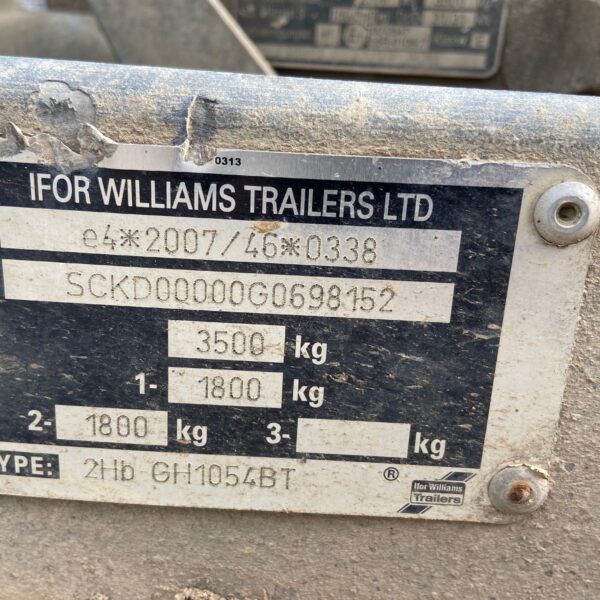 0313
IFOR WILLIAMS TRAILERS LTD
e4*2007/46*0338
SCKD00000G0698152
3500 kg
1- 1800 kg
2- 1800 kg 3- kg
YPE: 2Hb GH1054BT ® Ifor Williams
Trailers